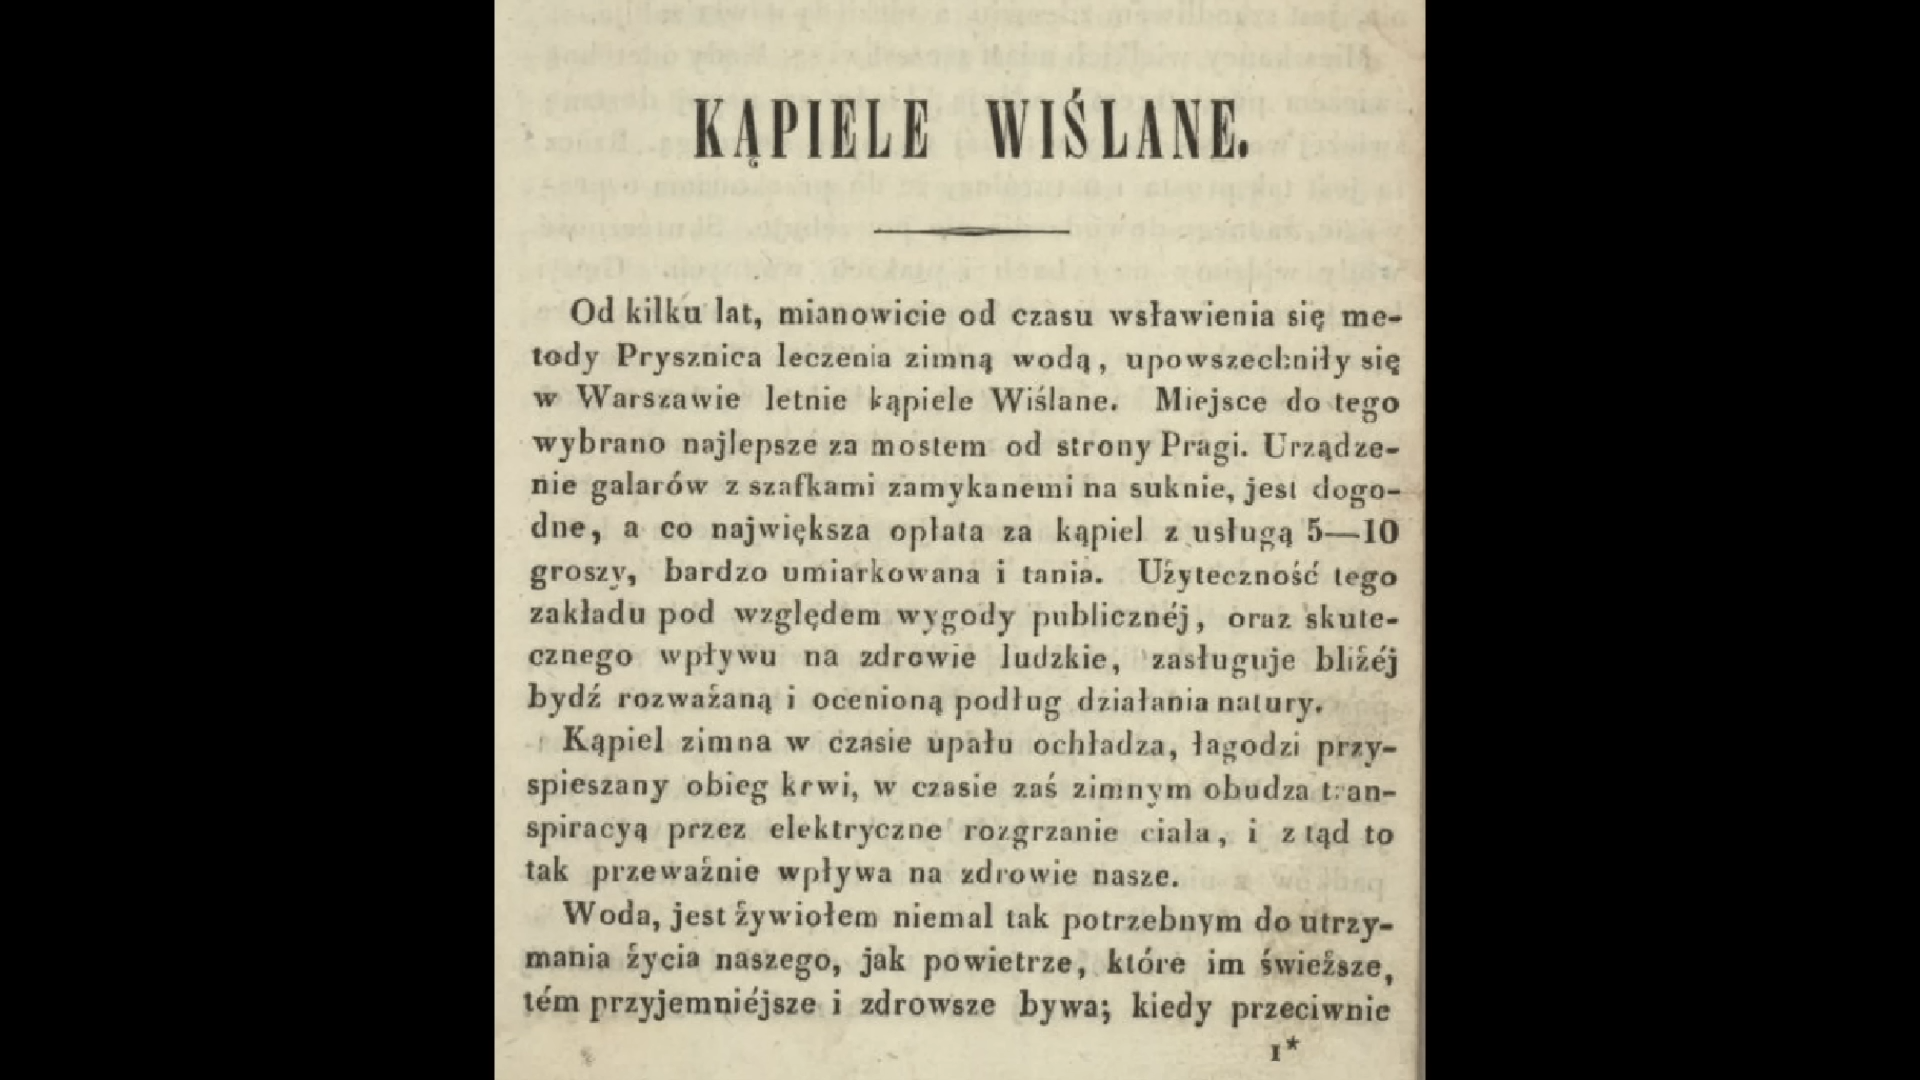 KĄPIELE WIŚLANE.
Od kilku lat, mianowicie od czasu wsławienia się me-
tody Prysznica leczenia zimną wodą, upowszechniły się
w Warszawie letnie kąpiele Wiślane. Miejsce do tego
wybrano najlepsze za mostem od strony Pragi. Urządze-
nie galarów z szafkami zamykanemi na suknie, jest dogo-
dne, a co największa opłata za kąpiel z usługą 5—10
groszy, bardzo umiarkowana i tania. Użyteczność tego
zakładu pod względem wygody publicznéj, oraz skute-
cznego wpływu na zdrowie ludzkie, zasługuje bliżéj
bydź rozważaną i ocenioną podług działania natury.
Kąpiel zimna w czasie upału ochładza, łagodzi przy-
spieszany obieg krwi, w czasie zaś zimnym obudza tran-
spiracyą przez elektryczne rozgrzanie ciała, i z tąd to
tak przeważnie wpływa na zdrowie nasze.
Woda, jest żywiołem niemal tak potrzebnym do utrzy-
mania życia naszego, jak powietrze, które im świeższe,
tém przyjemniéjsze i zdrowsze bywa; kiedy przeciwnie
1*